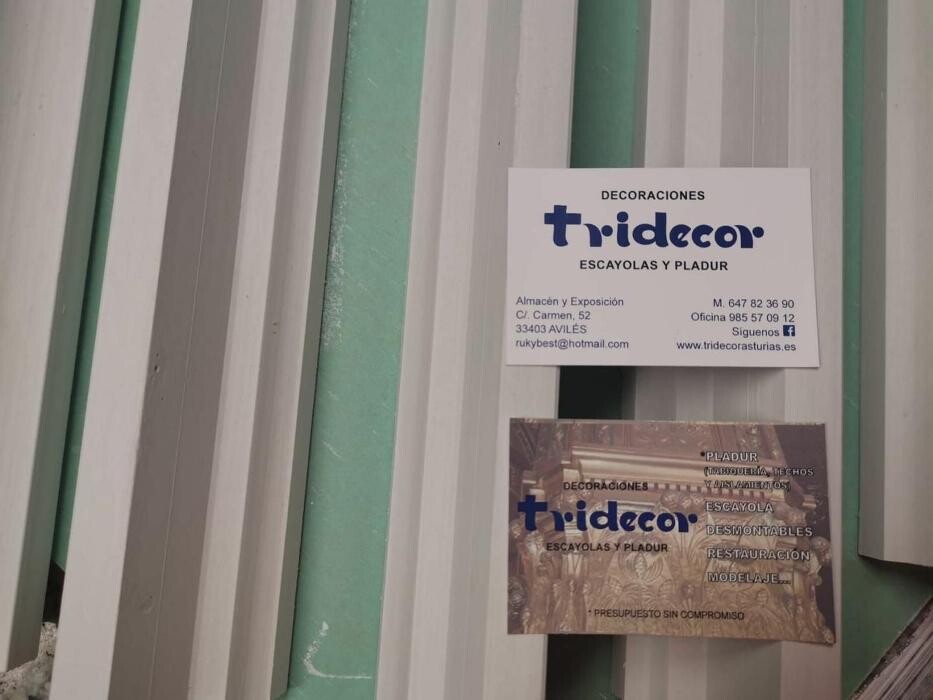 DECORACIONES
tridecor
ESCAYOLAS Y PLADUR
Almacén y Exposición
C/. Carmen, 52
33403 AVILÉS
rukybest@hotmail.com
M. 647 82 36 90
Oficina 985 57 09 12
Siguenos f
www.tridecorasturias.es
DECORACIONES
tridecor
ESCAYOLAS Y PLADUR
*PLADUR
(TABIQUERÍA, TECHOS
Y AISLAMIENTOS)
ESCAYOLA
DESMONTABLES
RESTAURACIÓN
MODELAJE...
* PRESUPUESTO SIN COMPROMISO